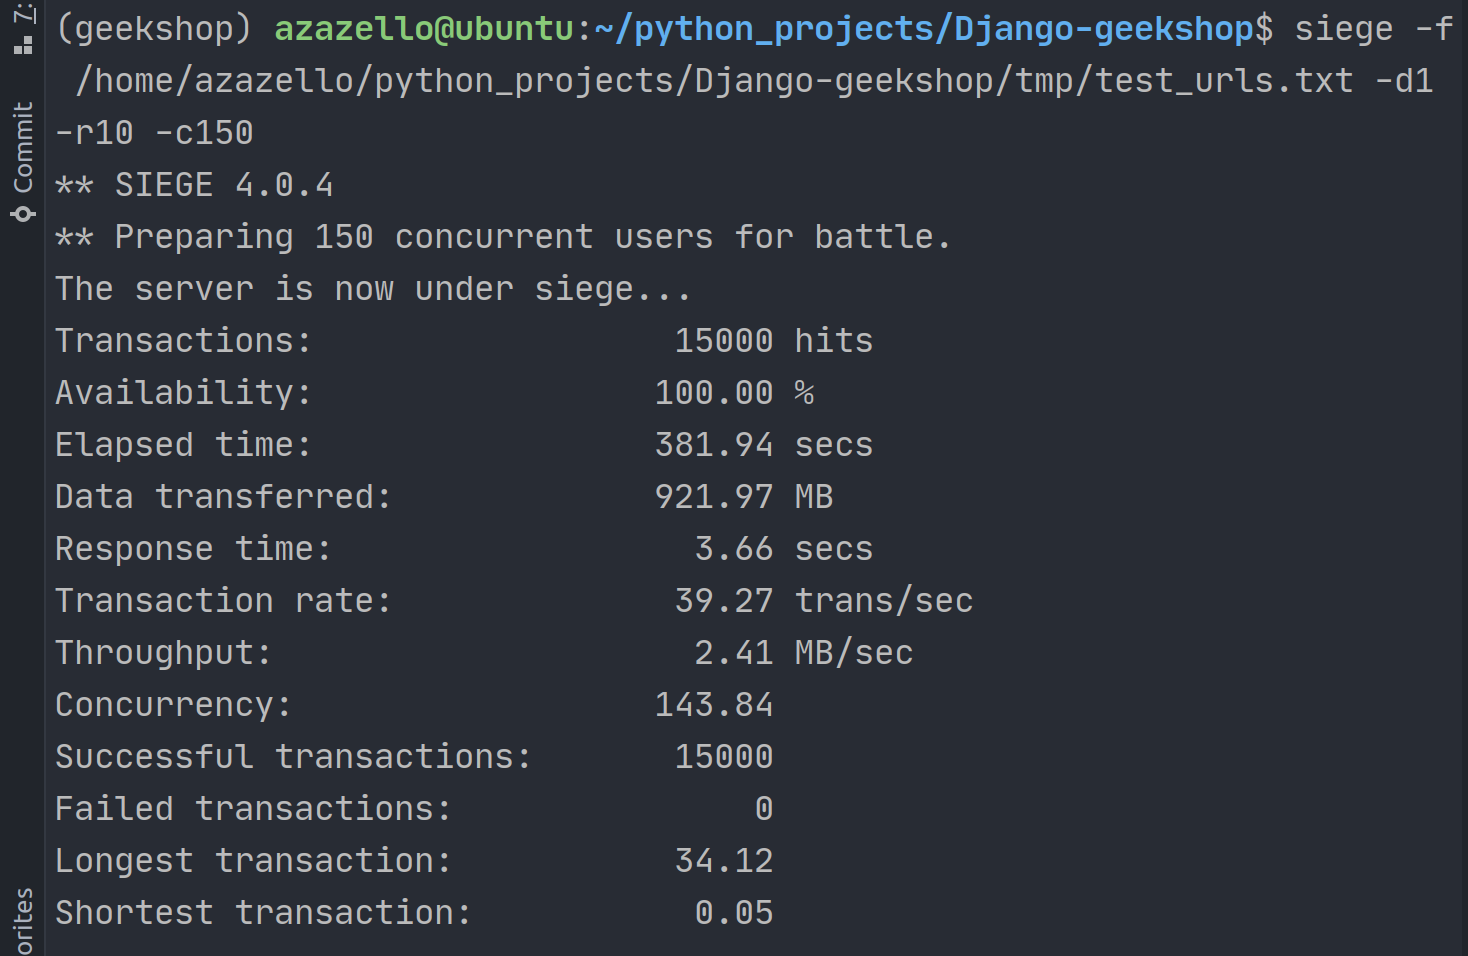 (geekshop) azazello@ubuntu:~/python_projects/Django-geekshop$ siege -f
/home/azazello/python_projects/Django-geekshop/tmp/test_urls.txt -d1
-r10 -c150
** SIEGE 4.0.4
** Preparing 150 concurrent users for battle.
The server is now under siege...
Transactions: 15000 hits
Availability: 100.00 %
Elapsed time: 381.94 secs
Data transferred: 921.97 MB
Response time: 3.66 secs
Transaction rate: 39.27 trans/sec
Throughput: 2.41 MB/sec
Concurrency: 143.84
Successful transactions: 15000
Failed transactions: 0
Longest transaction: 34.12
Shortest transaction: 0.05
7:
Commit
orites